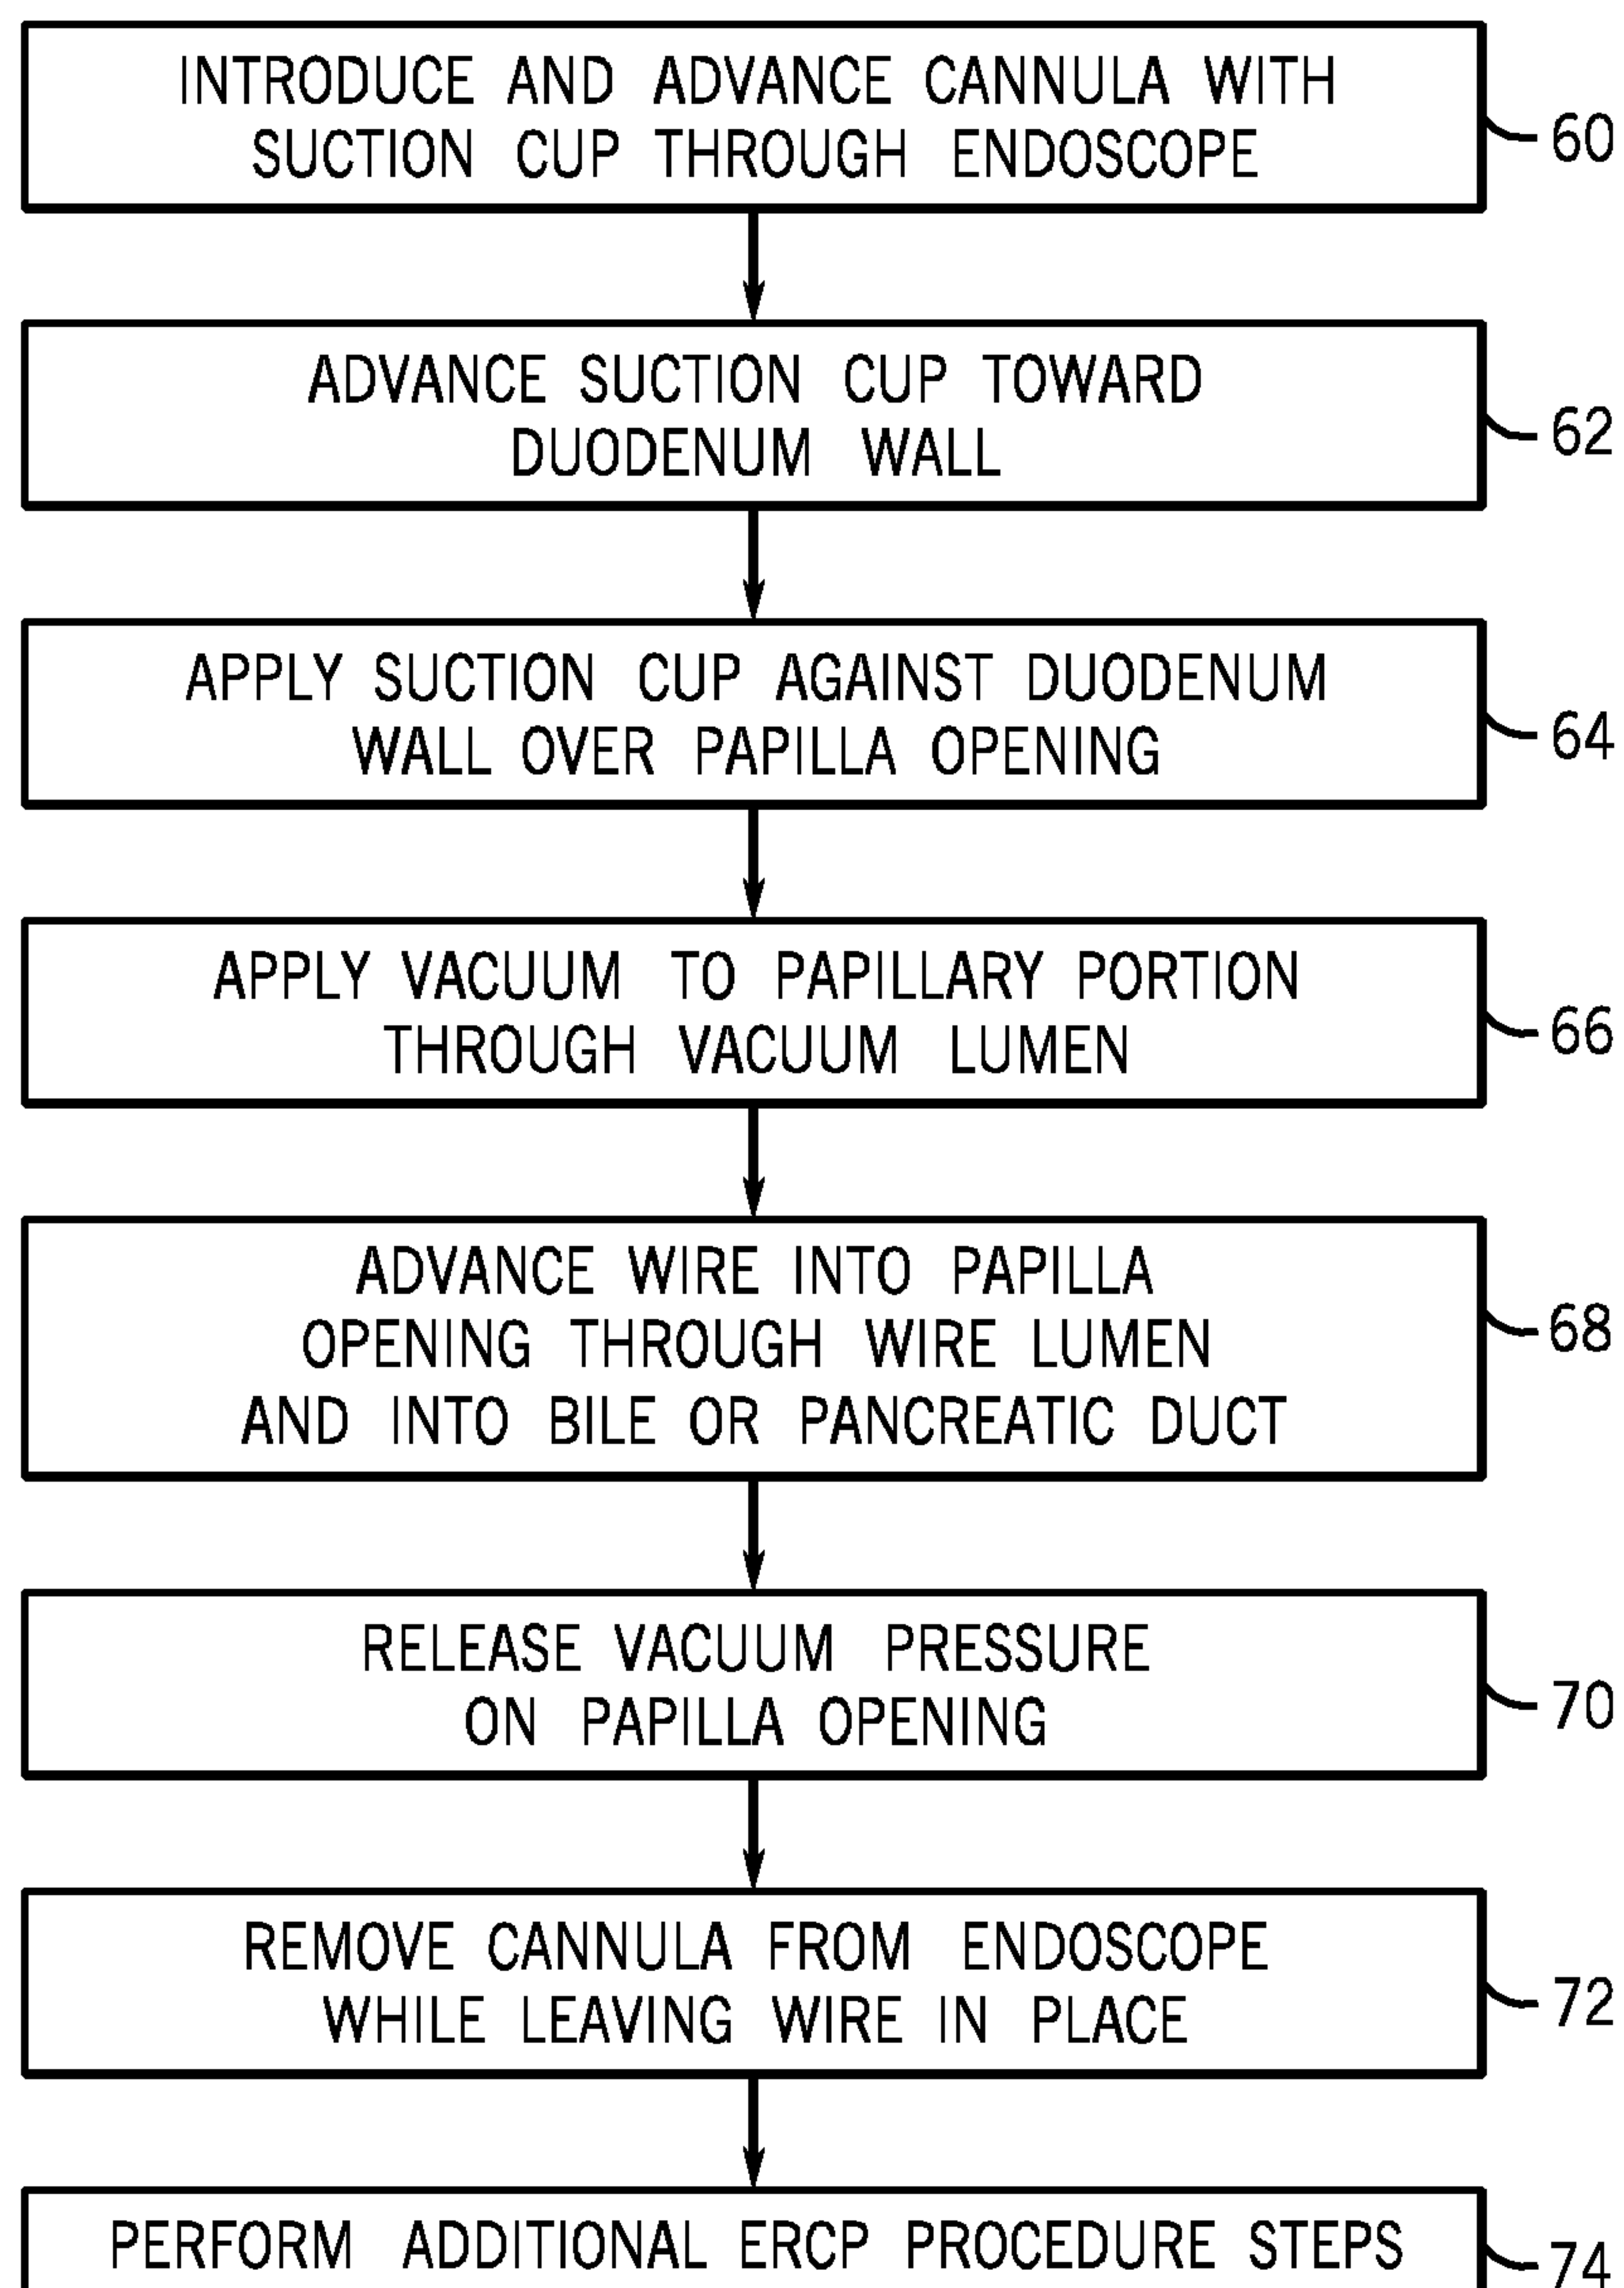 INTRODUCE AND ADVANCE CANNULA WITH
SUCTION CUP THROUGH ENDOSCOPE
60
ADVANCE SUCTION CUP TOWARD
DUODENUM WALL
62
APPLY SUCTION CUP AGAINST DUODENUM
WALL OVER PAPILLA OPENING
64
APPLY VACUUM TO PAPILLARY PORTION
THROUGH VACUUM LUMEN
66
ADVANCE WIRE INTO PAPILLA
OPENING THROUGH WIRE LUMEN
AND INTO BILE OR PANCREATIC DUCT
68
RELEASE VACUUM PRESSURE
ON PAPILLA OPENING
70
REMOVE CANNULA FROM ENDOSCOPE
WHILE LEAVING WIRE IN PLACE
72
PERFORM ADDITIONAL ERCP PROCEDURE STEPS
74